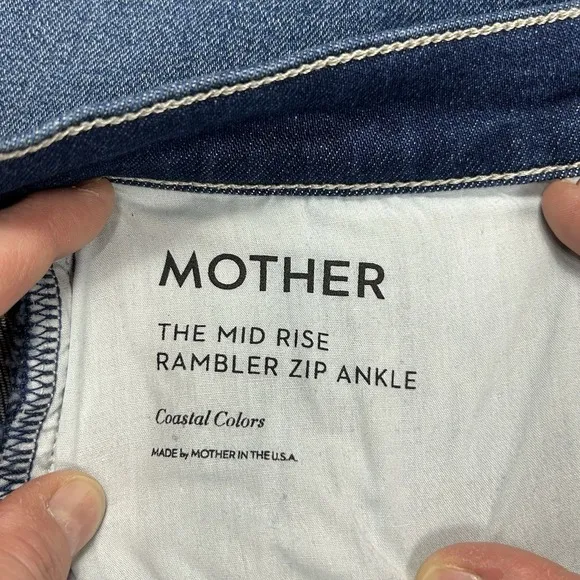 MOTHER
THE MID RISE
RAMBLER ZIP ANKLE
Coastal Colors
MADE by MOTHER IN THE U.S.A.